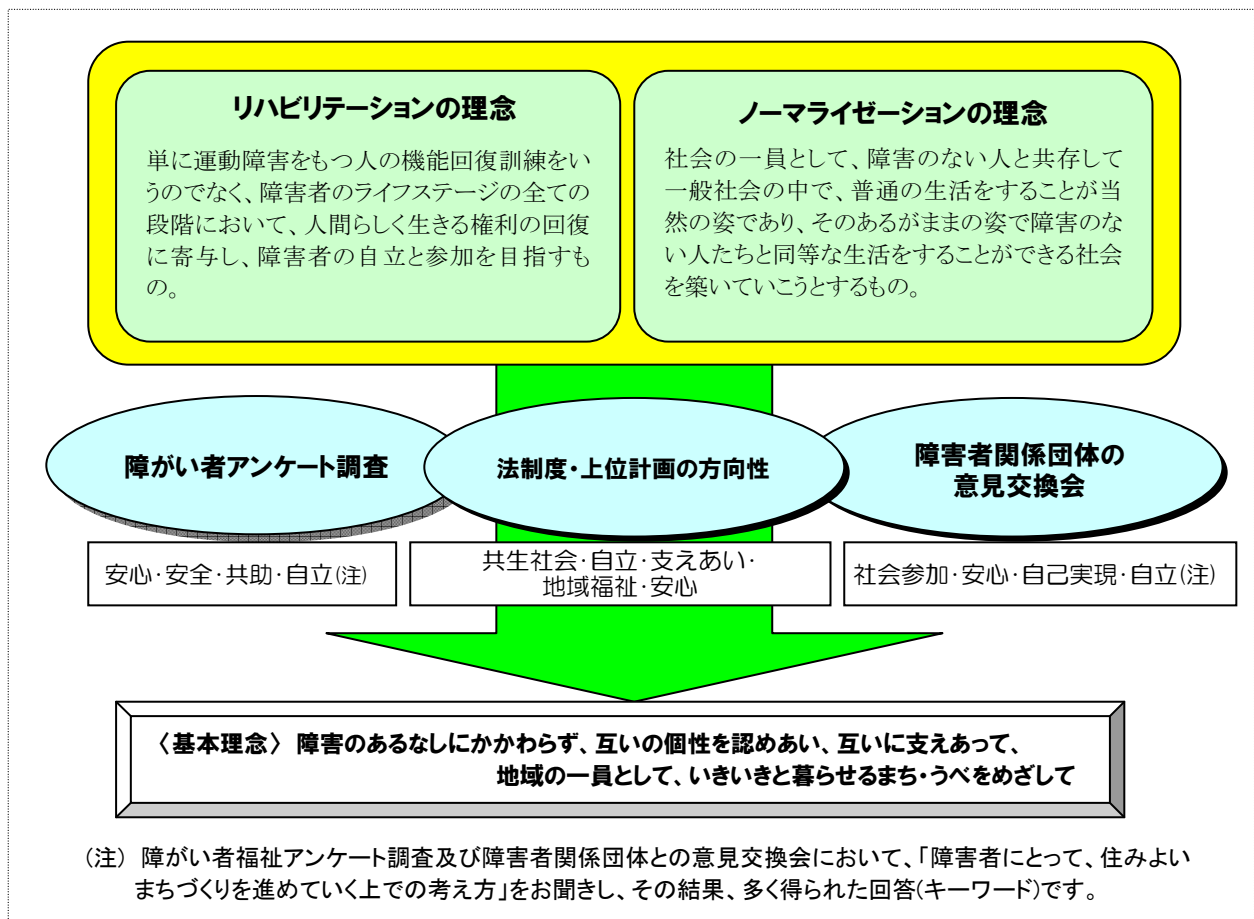 リハビリテーションの理念
単に運動障害をもつ人の機能回復訓練をい
うのでなく、障害者のライフステージの全ての
段階において、人間らしく生きる権利の回復
に寄与し、障害者の自立と参加を目指すも
の。
ノーマライゼーションの理念
社会の一員として、障害のない人と共存して
一般社会の中で、普通の生活をすることが当
然の姿であり、そのあるがままの姿で障害のな
い人たちと同等な生活をすることができる社会
を築いていこうとするもの。
障がい者アンケート調査
法制度・上位計画の方向性
障害者関係団体の
意見交換会
安心・安全・共助・自立(注)
共生社会・自立・支えあい・
地域福祉・安心
社会参加・安心・自己実現・自立(注)
〈基本理念〉 障害のあるなしにかかわらず、互いの個性を認めあい、互いに支えあって、
地域の一員として、いきいきと暮らせるまち・うべをめざして
(注) 障がい者福祉アンケート調査及び障害者関係団体との意見交換会において、「障害者にとって、住みよい
まちづくりを進めていく上での考え方」をお聞きし、その結果、多く得られた回答(キーワード)です。